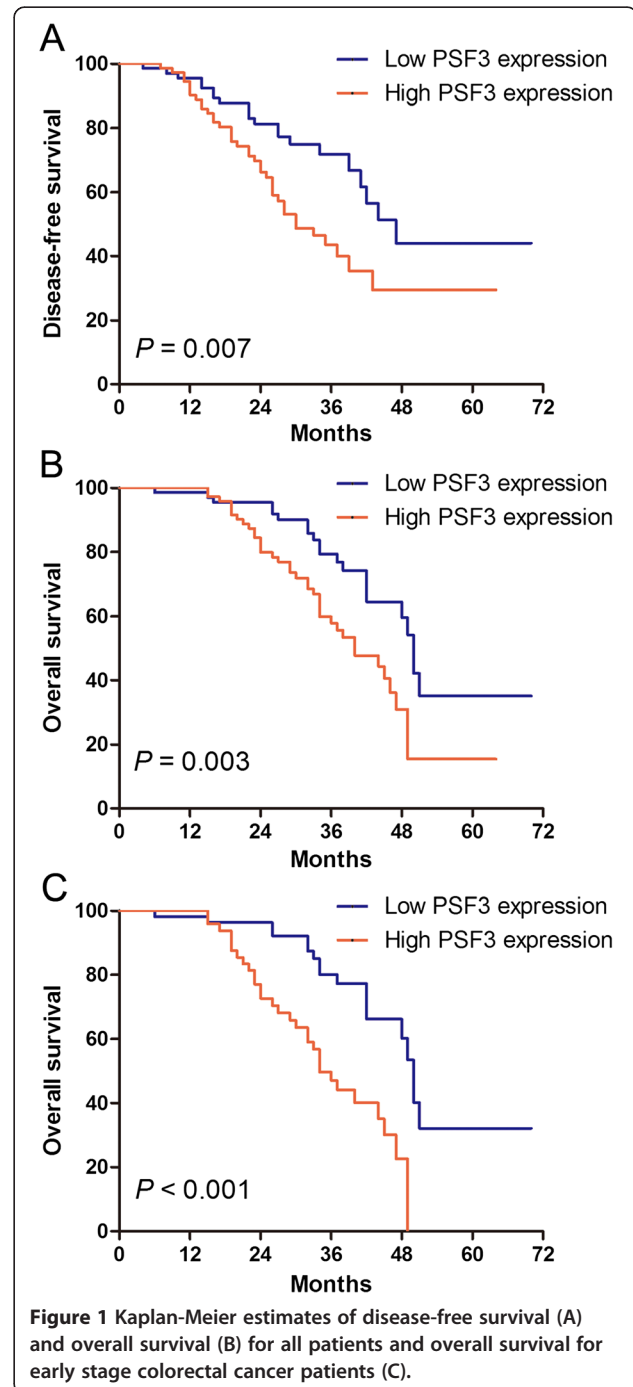 A
Low PSF3 expression
High PSF3 expression
Disease-free survival
100
80
60
40
20
0
P = 0.007
0 12 24 36 48 60 72
Months
B
Low PSF3 expression
High PSF3 expression
Overall survival
100
80
60
40
20
0
P = 0.003
0 12 24 36 48 60 72
Months
C
Low PSF3 expression
High PSF3 expression
Overall survival
100
80
60
40
20
0
P < 0.001
0 12 24 36 48 60 72
Months
Figure 1 Kaplan-Meier estimates of disease-free survival (A)
and overall survival (B) for all patients and overall survival for
early stage colorectal cancer patients (C).